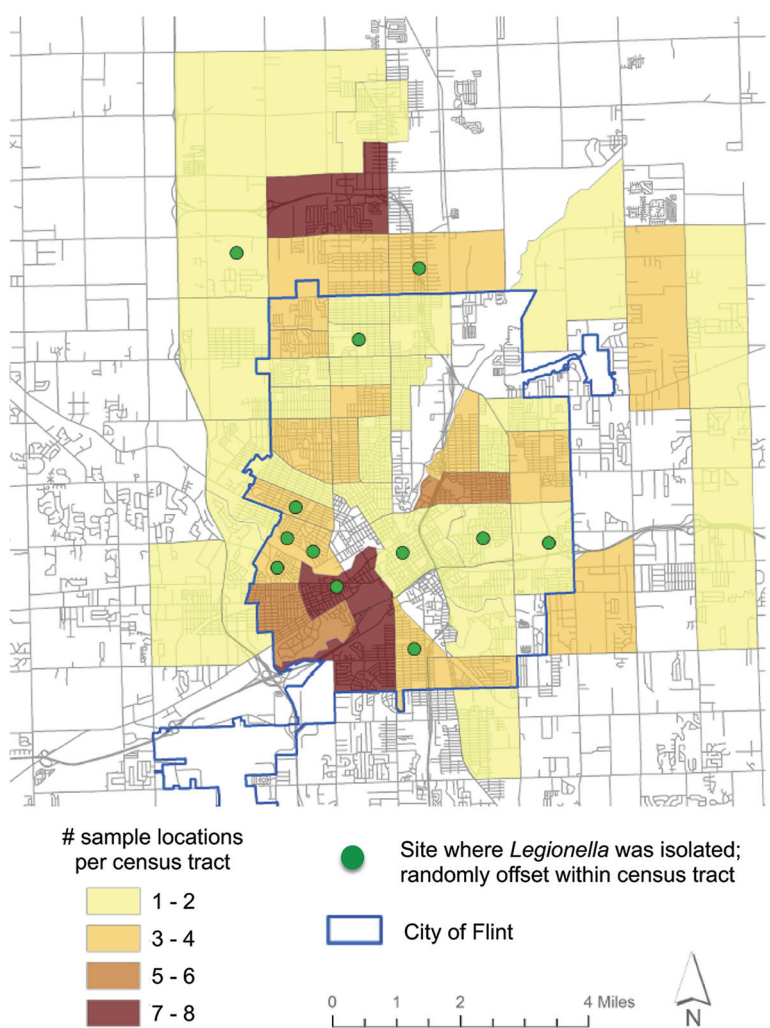 # sample locations
per census tract
1 - 2
3 - 4
5 - 6
7 - 8
Site where Legionella was isolated;
randomly offset within census tract
City of Flint
0 1 2 4 Miles
N